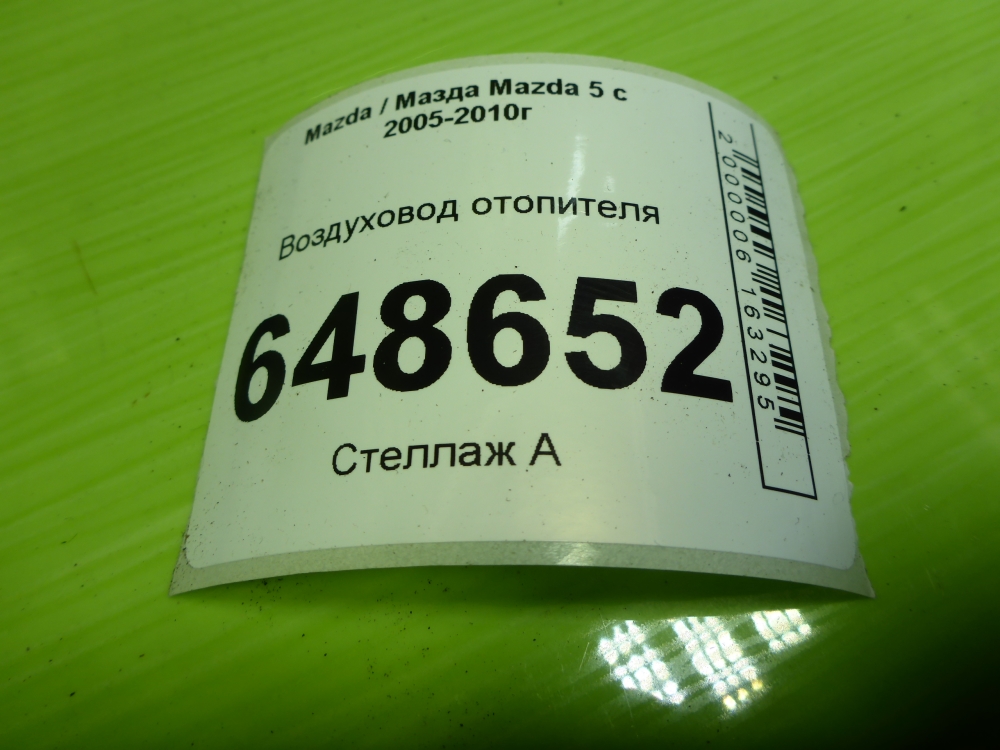 Mazda / Мазда Mazda 5 с
2005-2010г
Воздуховод отопителя
648652
Стеллаж А
2000006163295